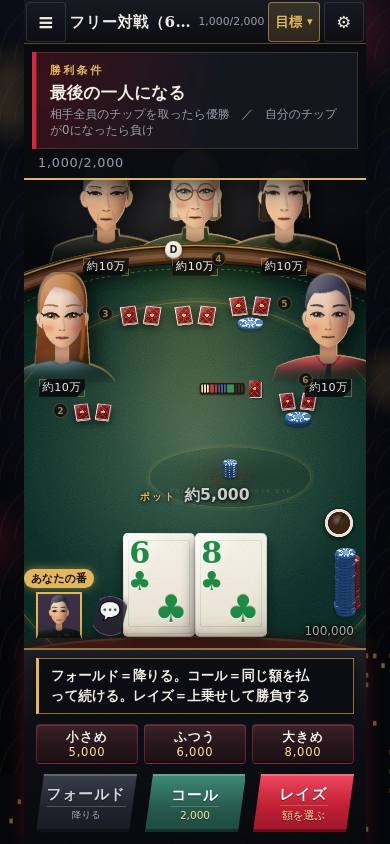 ≡ フリー対戦（6… 1,000/2,000 目標 ▾ ⚙
勝利条件
最後の一人になる
相手全員のチップを取ったら優勝　／　自分のチップ
が0になったら負け
1,000/2,000
D
4
約10万 約10万 約10万
3
5
6
約10万 約10万
2
ポット 約5,000
6 8
あなたの番
100,000
フォールド＝降りる。コール＝同じ額を払
って続ける。レイズ＝上乗せして勝負する
小さめ ふつう 大きめ
5,000 6,000 8,000
フォールド コール レイズ
降りる 2,000 額を選ぶ